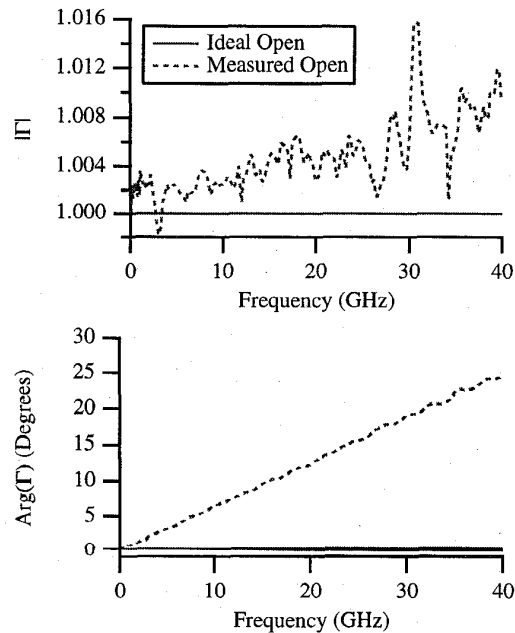 1.016
1.012
1.008
1.004
1.000
|Γ|
Ideal Open
Measured Open
0 10 20 30 40
Frequency (GHz)
30
25
20
15
10
5
0
Arg(Γ) (Degrees)
0 10 20 30 40
Frequency (GHz)